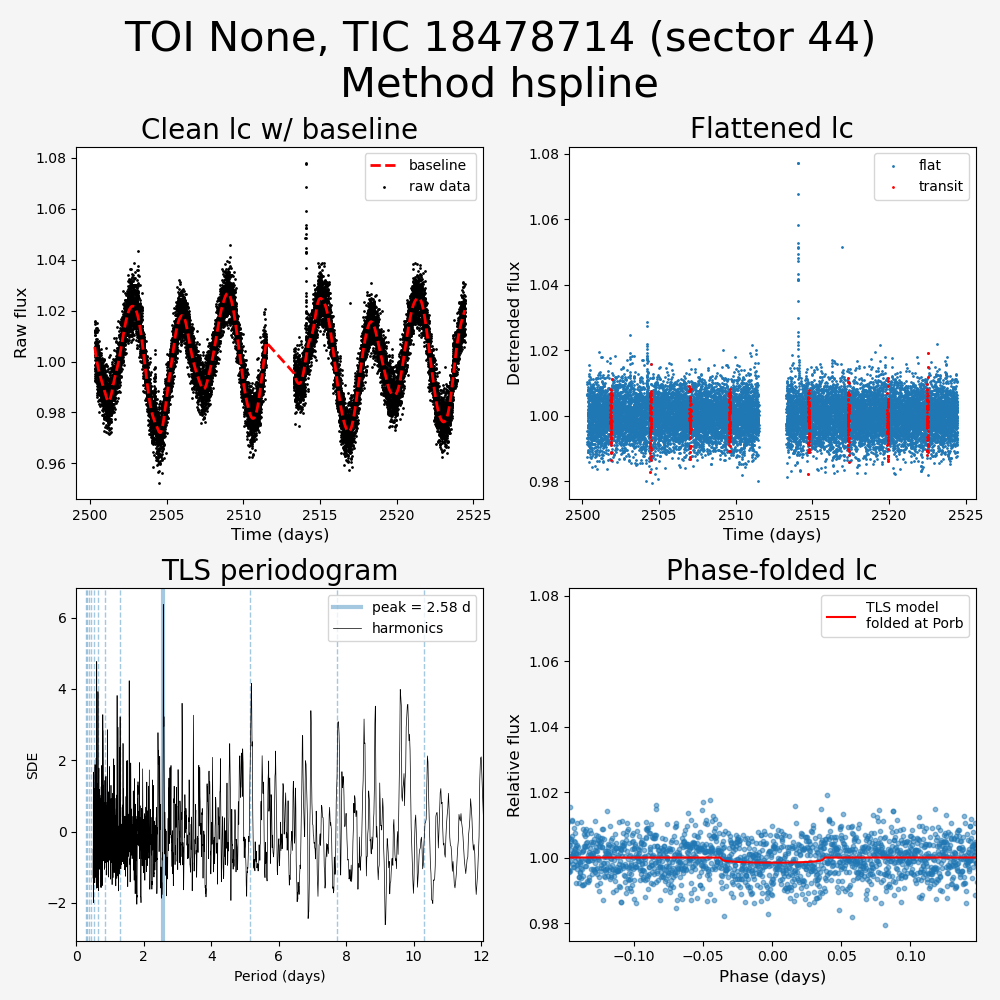 TOI None, TIC 18478714 (sector 44)
Method hspline
Clean lc w/ baseline
Flattened lc
baseline
raw data
flat
transit
Raw flux
1.08
1.06
1.04
1.02
1.00
0.98
0.96
2500
2505
2510
2515
2520
2525
Time (days)
Detrended flux
1.08
1.06
1.04
1.02
1.00
0.98
2500
2505
2510
2515
2520
2525
Time (days)
TLS periodogram
Phase-folded lc
peak = 2.58 d
harmonics
SDE
6
4
2
0
−2
0
2
4
6
8
10
12
Period (days)
TLS model
folded at Porb
Relative flux
1.08
1.06
1.04
1.02
1.00
0.98
−0.10
−0.05
0.00
0.05
0.10
Phase (days)